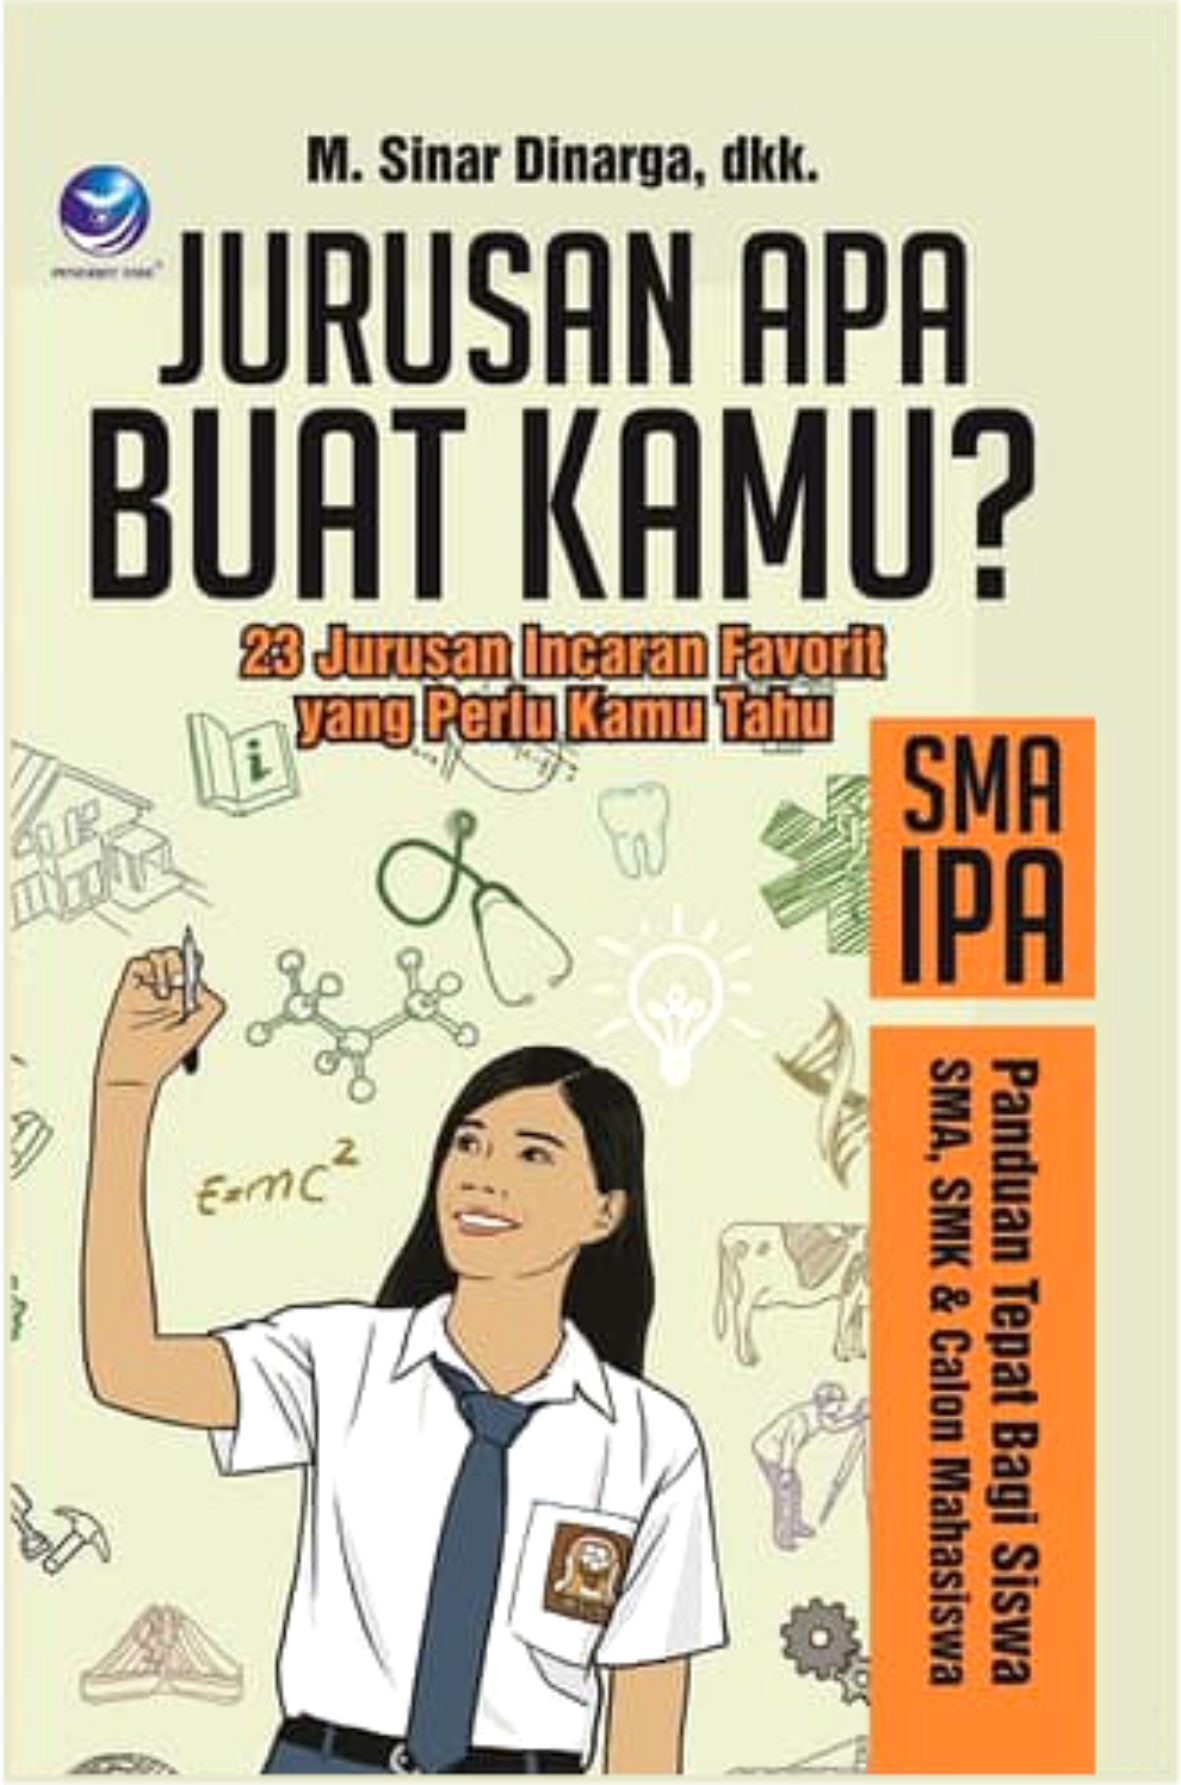 M. Sinar Dinarga, dkk.
JURUSAN APA
BUAT KAMU?
23 Jurusan Incaran Favorit
yang Perlu Kamu Tahu
SMA
IPA
Panduan Tepat Bagi Siswa
SMA, SMK & Calon Mahasiswa
i
E=mc²